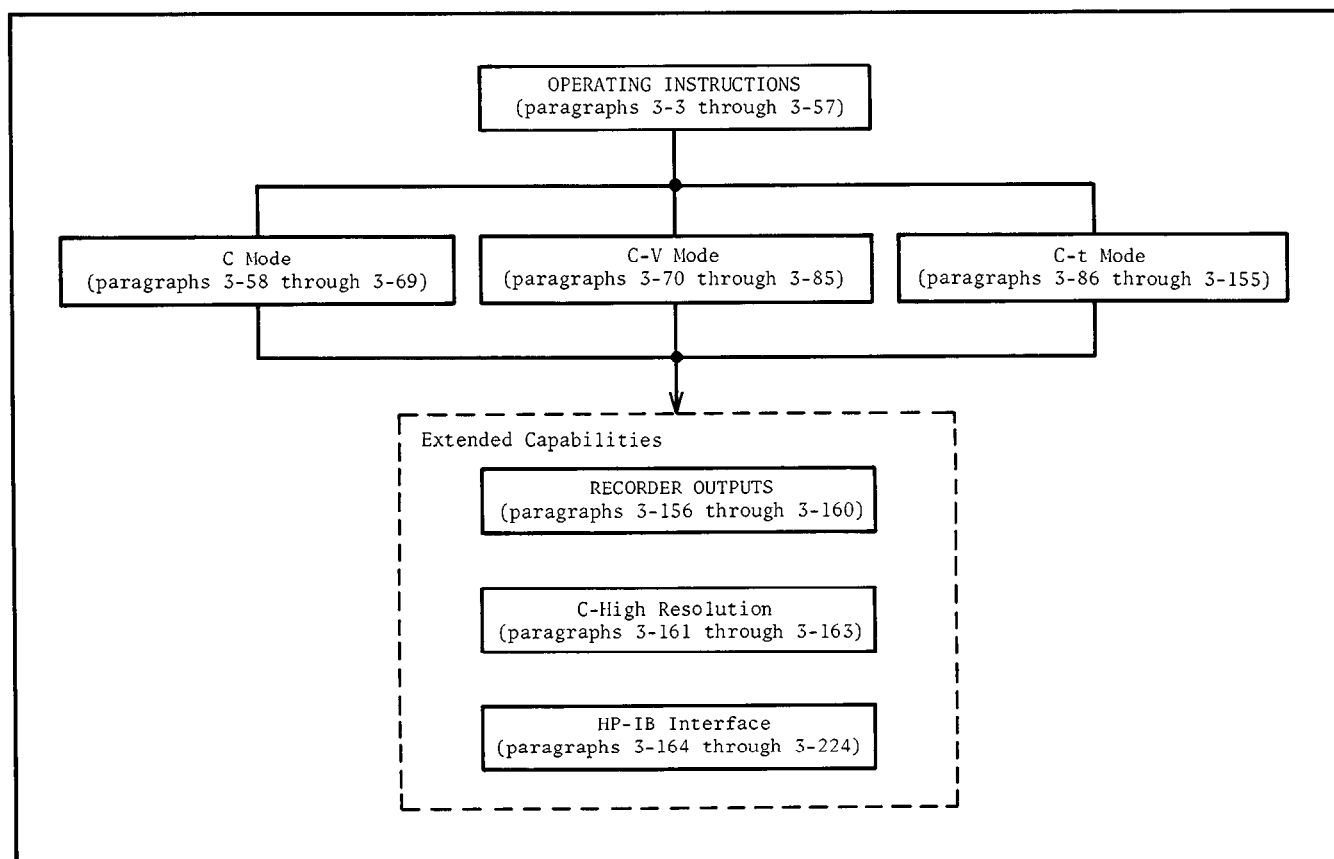 OPERATING INSTRUCTIONS
(paragraphs 3-3 through 3-57)
C Mode
(paragraphs 3-58 through 3-69)
C-V Mode
(paragraphs 3-70 through 3-85)
C-t Mode
(paragraphs 3-86 through 3-155)
Extended Capabilities
RECORDER OUTPUTS
(paragraphs 3-156 through 3-160)
C-High Resolution
(paragraphs 3-161 through 3-163)
HP-IB Interface
(paragraphs 3-164 through 3-224)